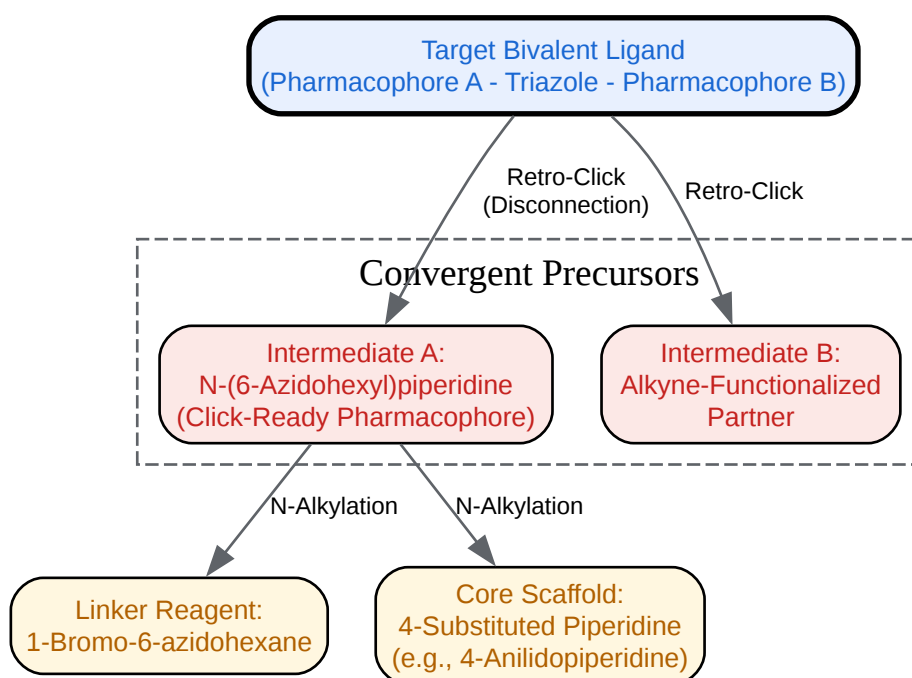 Target Bivalent Ligand
(Pharmacophore A - Triazole - Pharmacophore B)
Retro-Click
(Disconnection)
Retro-Click
Convergent Precursors
Intermediate A:
N-(6-Azidohexyl)piperidine
(Click-Ready Pharmacophore)
Intermediate B:
Alkyne-Functionalized
Partner
N-Alkylation
N-Alkylation
Linker Reagent:
1-Bromo-6-azidohexane
Core Scaffold:
4-Substituted Piperidine
(e.g., 4-Anilidopiperidine)